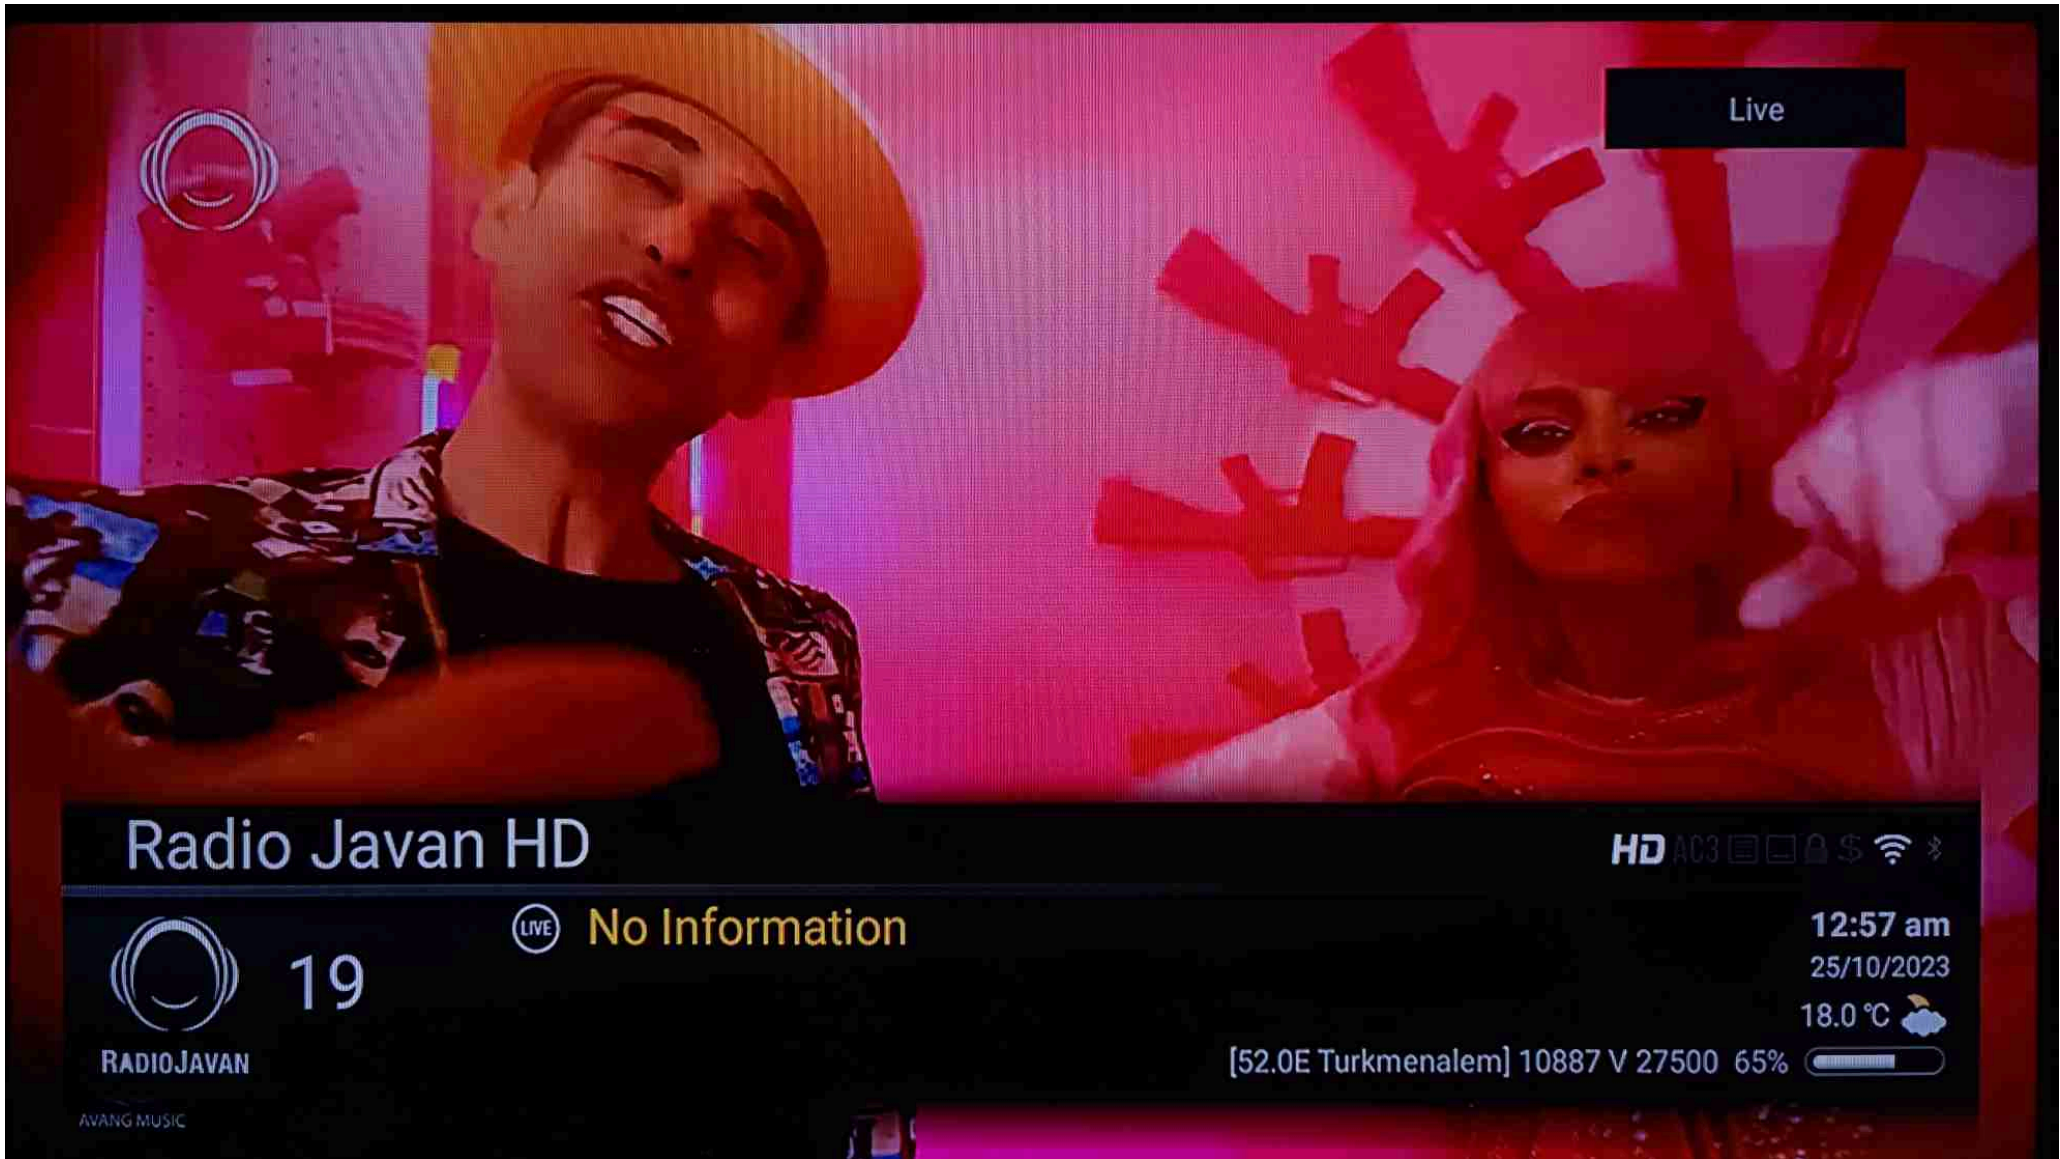 Live
Radio Javan HD
HD AC3 $
LIVE No Information
19
12:57 am
25/10/2023
18.0 °C
RADIOJAVAN
[52.0E Turkmenalem] 10887 V 27500 65%
AVANG MUSIC